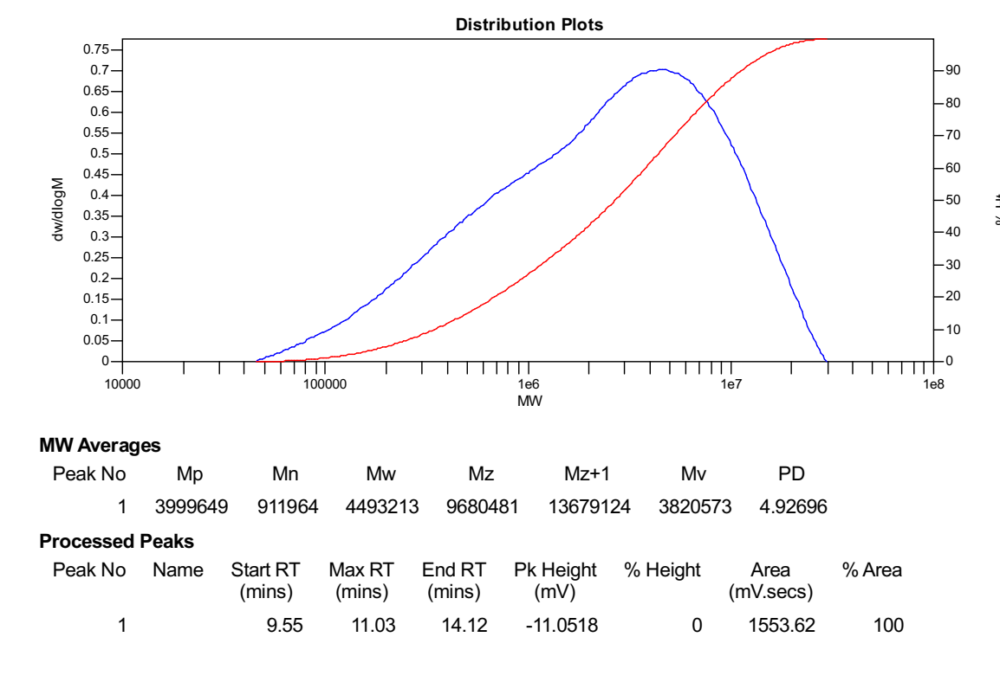 Distribution Plots
0.75
0.7
0.65
0.6
0.55
0.5
0.45
0.4
0.35
0.3
0.25
0.2
0.15
0.1
0.05
0
dw/dlogM
90
80
70
60
50
40
30
20
10
0
10000 100000 1e6 1e7 1e8
MW
MW Averages
Peak No Mp Mn Mw Mz Mz+1 Mv PD
1 3999649 911964 4493213 9680481 13679124 3820573 4.92696
Processed Peaks
Peak No Name Start RT (mins) Max RT (mins) End RT (mins) Pk Height (mV) % Height Area (mV.secs) % Area
1 9.55 11.03 14.12 -11.0518 0 1553.62 100